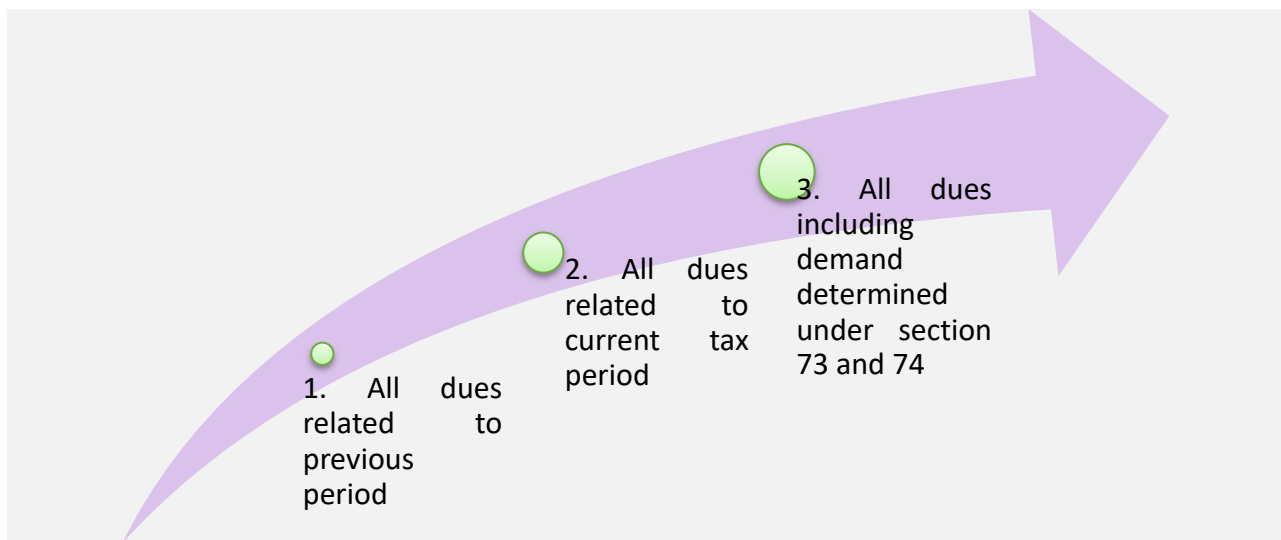 1. All dues
related to
previous
period
2. All dues
related to
current tax
period
3. All dues
including
demand
determined
under section
73 and 74